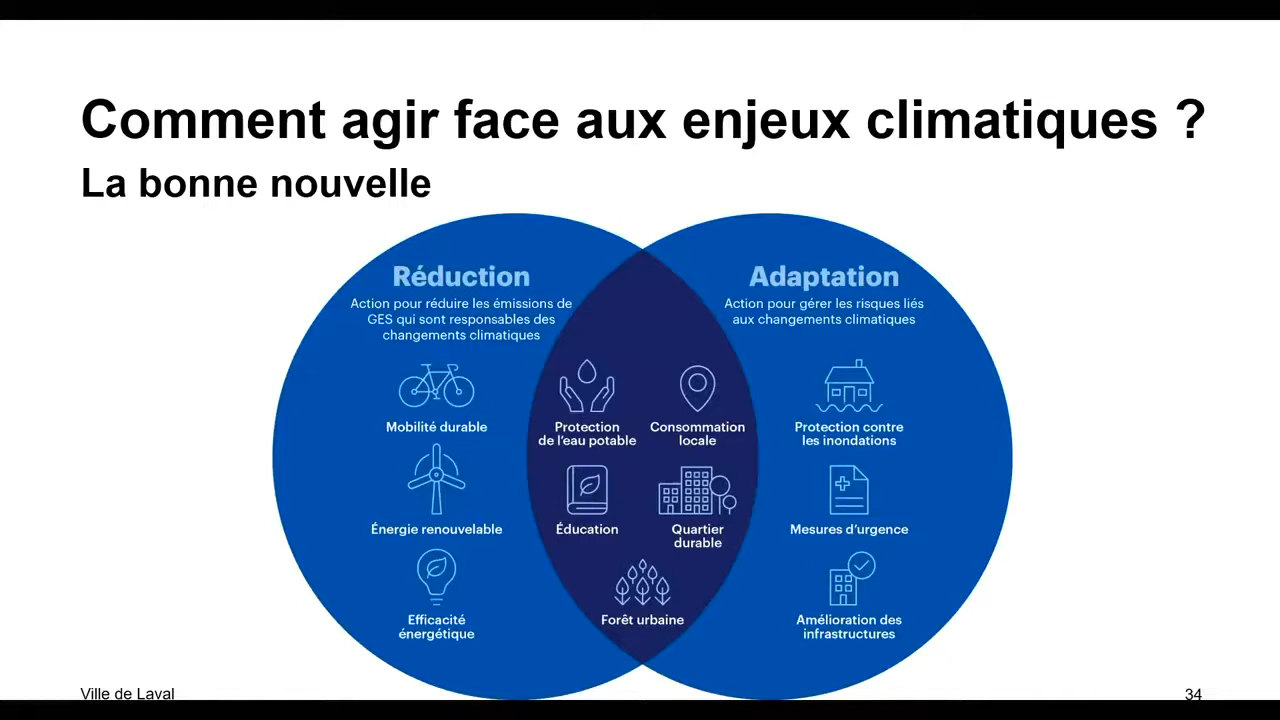 Comment agir face aux enjeux climatiques ?
La bonne nouvelle
Réduction
Action pour réduire les émissions de
GES qui sont responsables des
changements climatiques
Mobilité durable
Énergie renouvelable
Efficacité
énergétique
Protection
de l'eau potable
Consommation
locale
Éducation
Quartier
durable
Forêt urbaine
Adaptation
Action pour gérer les risques liés
aux changements climatiques
Protection contre
les inondations
Mesures d'urgence
Amélioration des
infrastructures
Ville de Laval
34